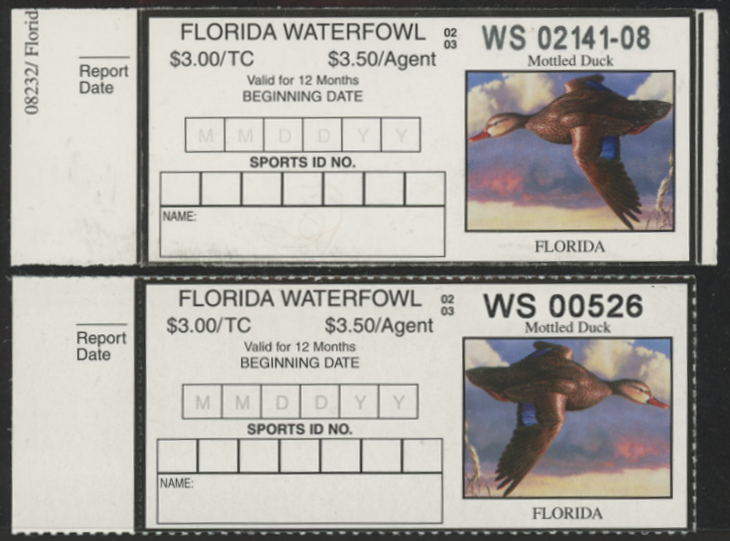 08232/ Florid
Report
Date
FLORIDA WATERFOWL
02
03
$3.00/TC $3.50/Agent
Valid for 12 Months
BEGINNING DATE
M M D D Y Y
SPORTS ID NO.
NAME:
WS 02141-08
Mottled Duck
FLORIDA
Report
Date
FLORIDA WATERFOWL
02
03
$3.00/TC $3.50/Agent
Valid for 12 Months
BEGINNING DATE
M M D D Y Y
SPORTS ID NO.
NAME:
WS 00526
Mottled Duck
FLORIDA